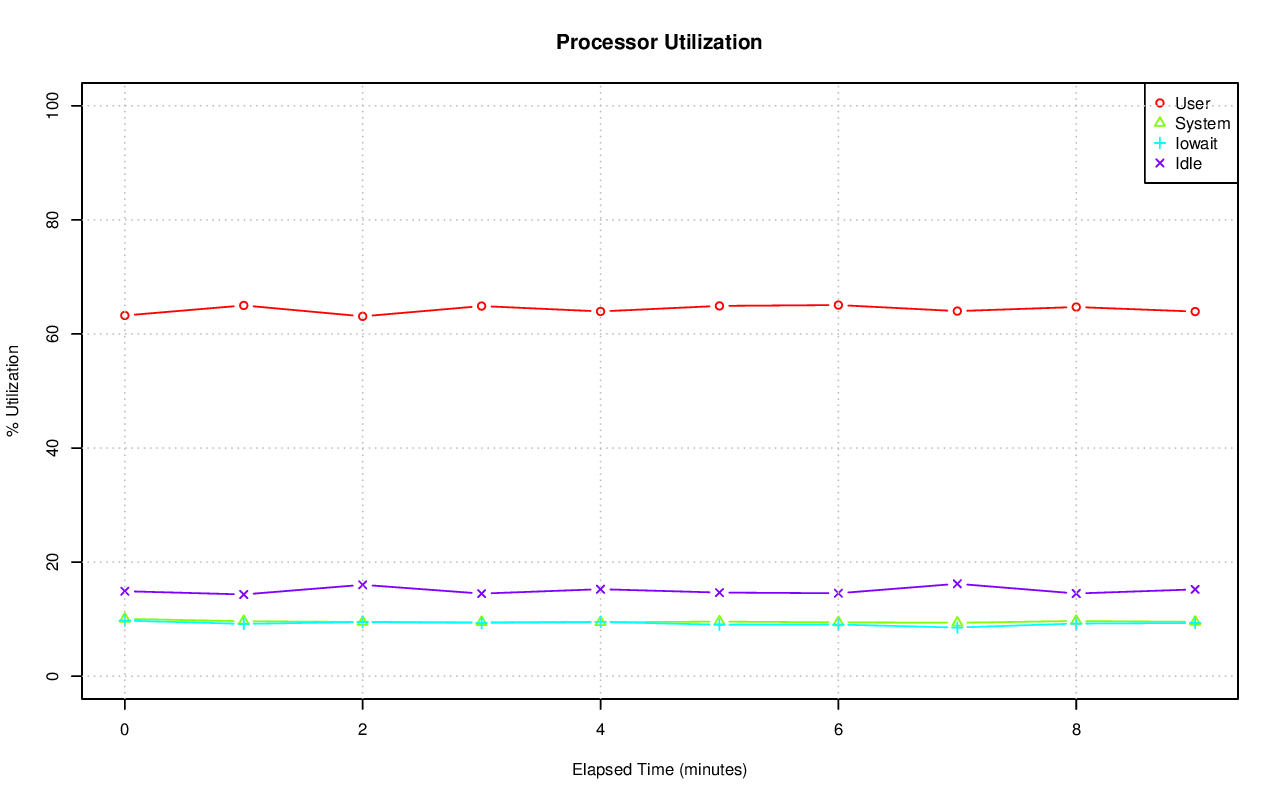 Processor Utilization
User
System
Iowait
Idle
100
80
60
40
20
0
% Utilization
0 2 4 6 8
Elapsed Time (minutes)